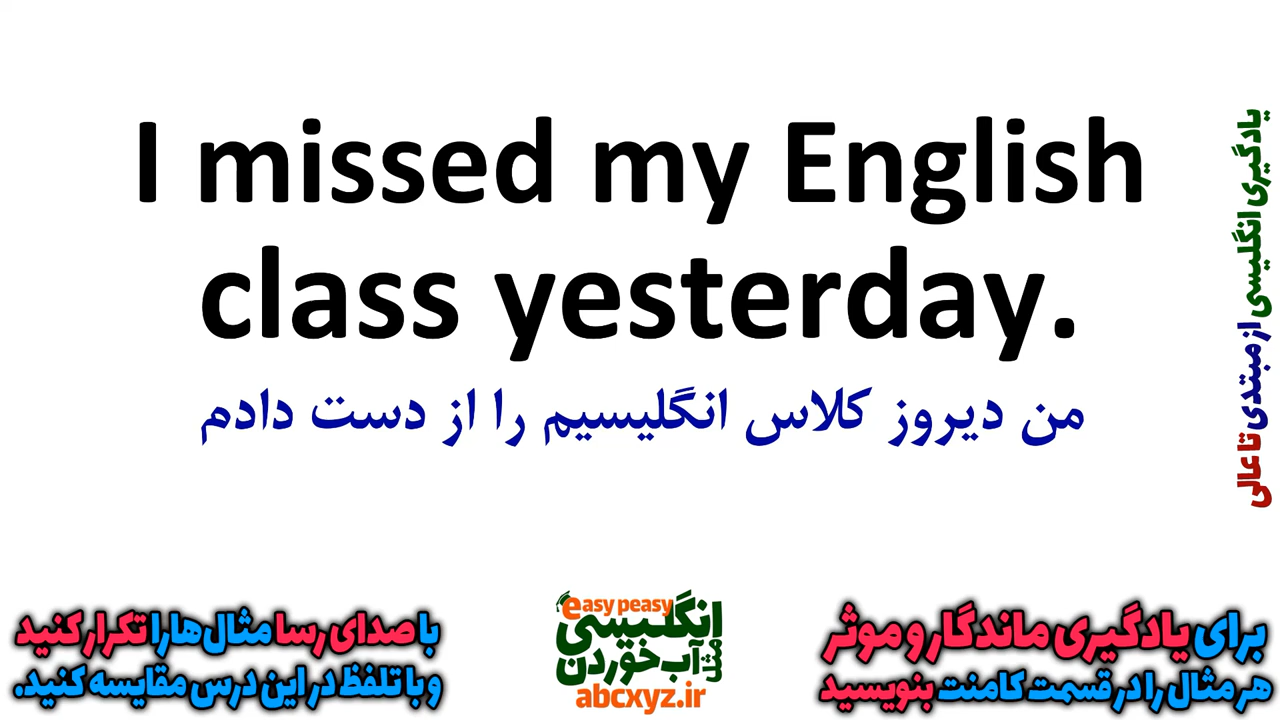 I missed my English
class yesterday.
من دیروز کلاس انگلیسیم را از دست دادم
یادگیری انگلیسی از مبتدی تا عالی
برای یادگیری ماندگار و موثر
هر مثال را در قسمت کامنت بنویسید
easy peasy
انگلیسی
مثل
آب خوردن
abcxyz.ir
با صدای رسا مثال‌ها را تکرار کنید
و با تلفظ در این درس مقایسه کنید.